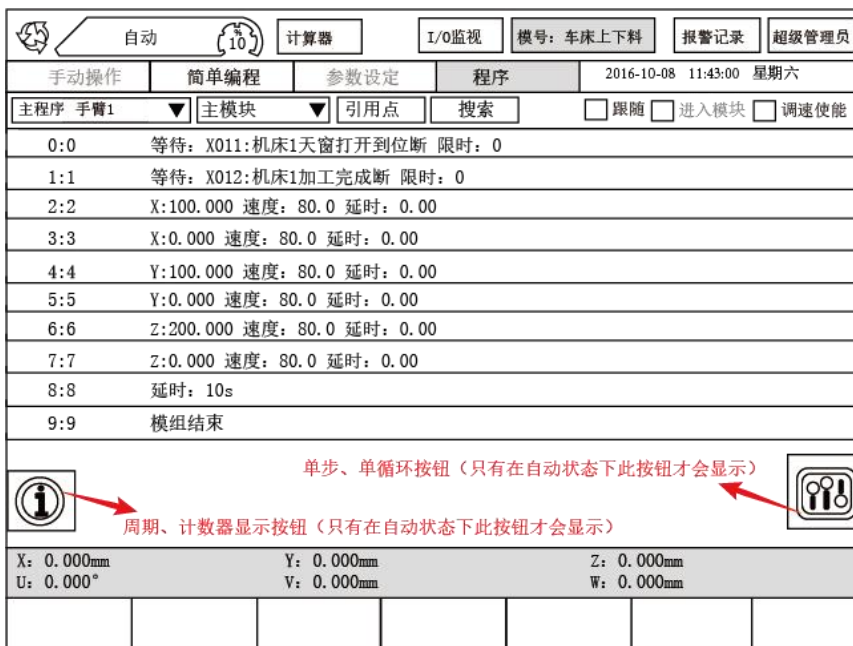 自动 % 10 计算器 I/O监视 模号：车床上下料 报警记录 超级管理员
手动操作 简单编程 参数设定 程序 2016-10-08 11:43:00 星期六
主程序 手臂1 主模块 引用点 搜索 跟随 进入模块 调速使能
0:0 等待：X011:机床1天窗打开到位断 限时：0
1:1 等待：X012:机床1加工完成断 限时：0
2:2 X:100.000 速度：80.0 延时：0.00
3:3 X:0.000 速度：80.0 延时：0.00
4:4 Y:100.000 速度：80.0 延时：0.00
5:5 Y:0.000 速度：80.0 延时：0.00
6:6 Z:200.000 速度：80.0 延时：0.00
7:7 Z:0.000 速度：80.0 延时：0.00
8:8 延时：10s
9:9 模组结束
单步、单循环按钮（只有在自动状态下此按钮才会显示）
周期、计数器显示按钮（只有在自动状态下此按钮才会显示）
X：0.000mm Y：0.000mm Z：0.000mm
U：0.000° V：0.000mm W：0.000mm